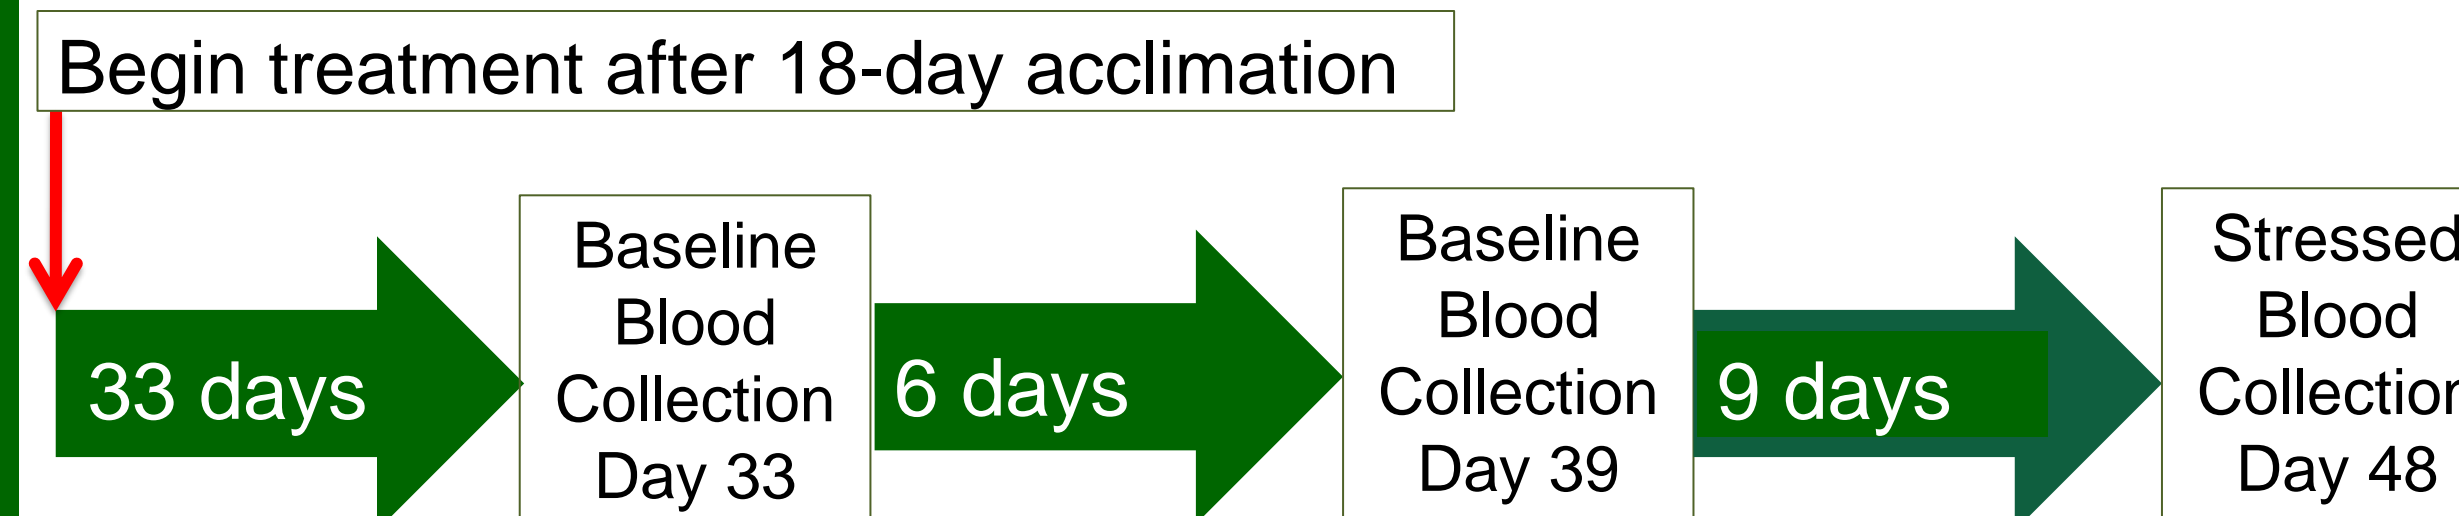 Begin treatment after 18-day acclimation
33 days
Baseline
Blood
Collection
Day 33
6 days
Baseline
Blood
Collection
Day 39
9 days
Stressed
Blood
Collection
Day 48